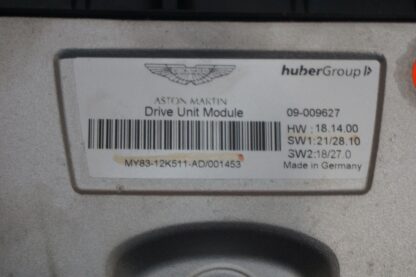 ASTON MARTIN
huberGroup
Drive Unit Module
09-009627
HW : 18.14.00
SW1:21/28.10
SW2:18/27.0
Made in Germany
MY83-12K511-AD/001453